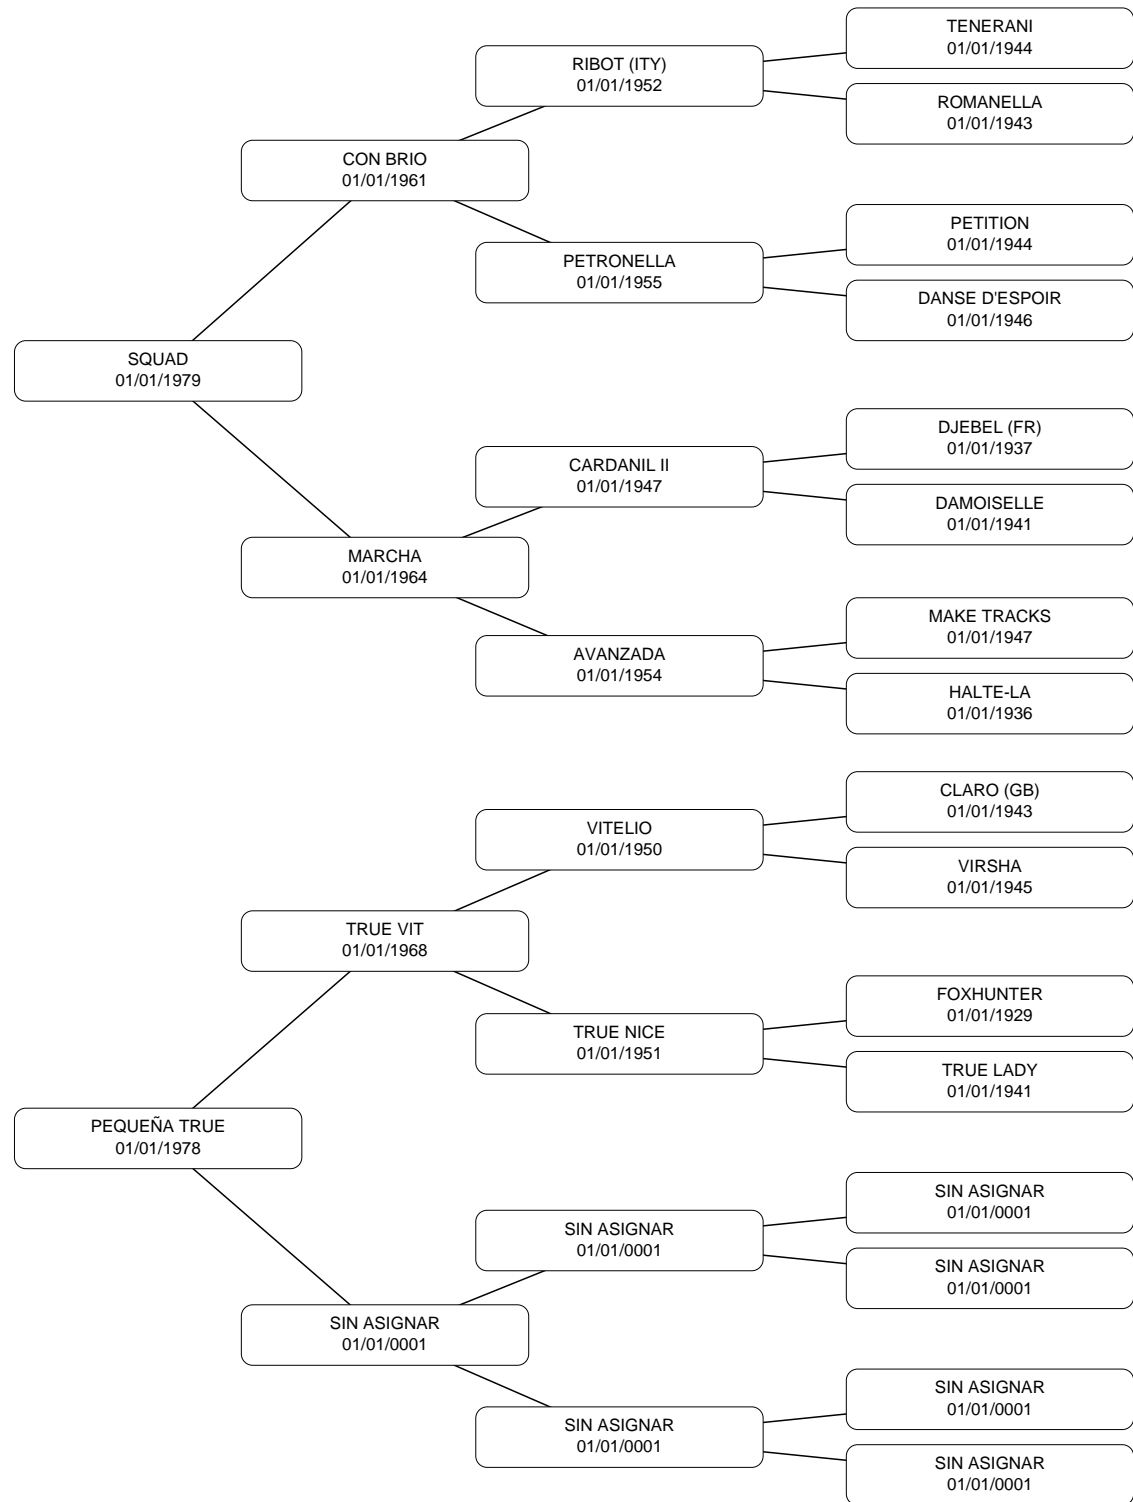 TENERANI
01/01/1944
RIBOT (ITY)
01/01/1952
ROMANELLA
01/01/1943
CON BRIO
01/01/1961
PETITION
01/01/1944
PETRONELLA
01/01/1955
DANSE D'ESPOIR
01/01/1946
SQUAD
01/01/1979
DJEBEL (FR)
01/01/1937
CARDANIL II
01/01/1947
DAMOISELLE
01/01/1941
MARCHA
01/01/1964
MAKE TRACKS
01/01/1947
AVANZADA
01/01/1954
HALTE-LA
01/01/1936
CLARO (GB)
01/01/1943
VITELIO
01/01/1950
VIRSHA
01/01/1945
TRUE VIT
01/01/1968
FOXHUNTER
01/01/1929
TRUE NICE
01/01/1951
TRUE LADY
01/01/1941
PEQUEÑA TRUE
01/01/1978
SIN ASIGNAR
01/01/0001
SIN ASIGNAR
01/01/0001
SIN ASIGNAR
01/01/0001
SIN ASIGNAR
01/01/0001
SIN ASIGNAR
01/01/0001
SIN ASIGNAR
01/01/0001
SIN ASIGNAR
01/01/0001